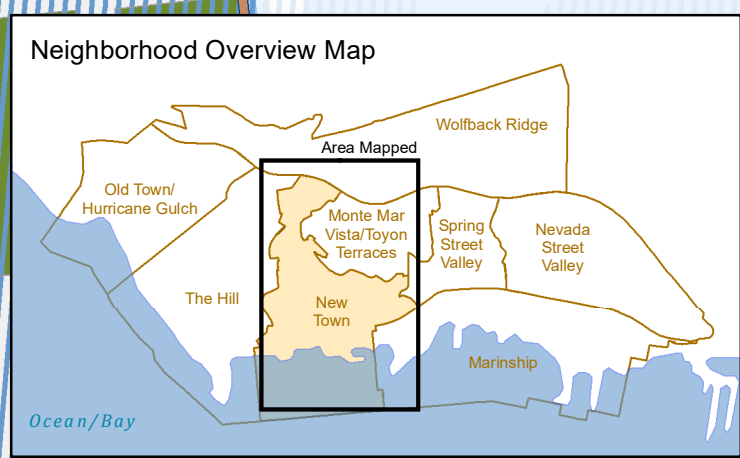 Neighborhood Overview Map
Wolfback Ridge
Area Mapped
Old Town/
Hurricane Gulch
Monte Mar
Vista/Toyon
Terraces
Spring
Street
Valley
Nevada
Street
Valley
The Hill
New
Town
Marinship
Ocean/Bay